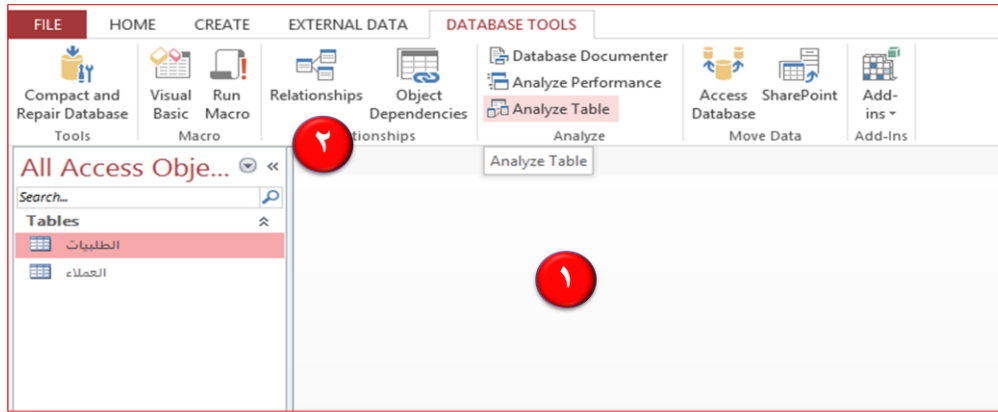 FILE HOME CREATE EXTERNAL DATA DATABASE TOOLS
Compact and
Repair Database
Visual
Basic
Run
Macro
Relationships
Object
Dependencies
Database Documenter
Analyze Performance
Analyze Table
Access
Database
SharePoint
Add-
ins
Tools Macro tionships Analyze Move Data Add-Ins
٢
Analyze Table
All Access Obje...
Search...
Tables
الطلبيات
العملاء
١